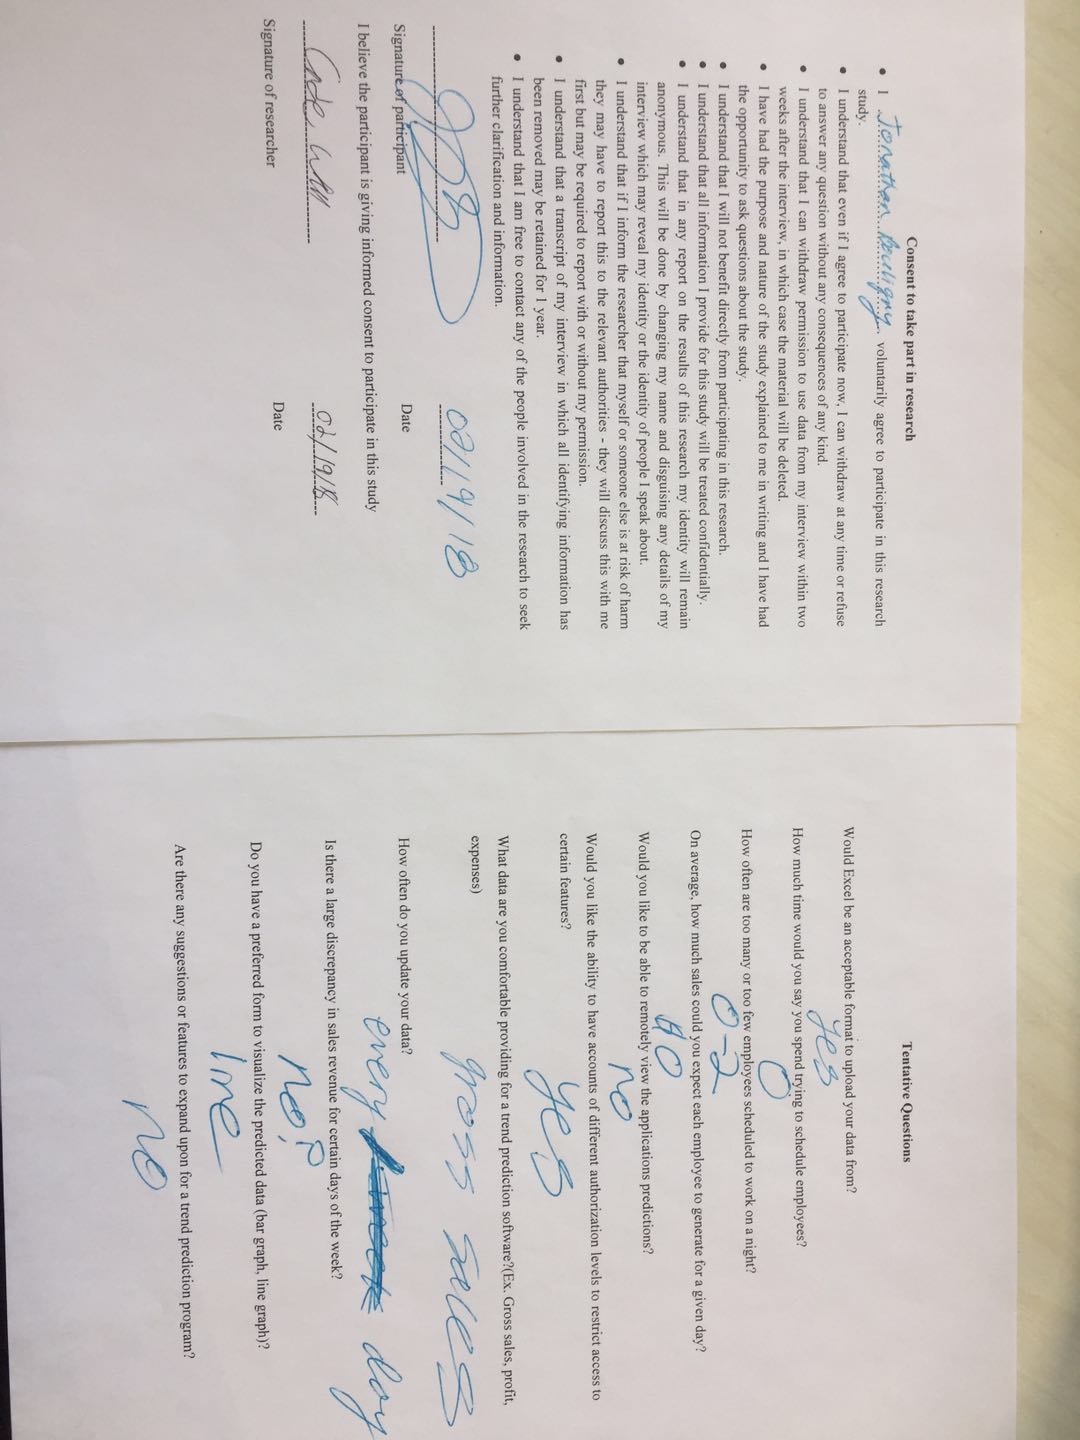 Consent to take part in research
• I Jonathan Bouligny voluntarily agree to participate in this research
study.
• I understand that even if I agree to participate now, I can withdraw at any time or refuse
to answer any question without any consequences of any kind.
• I understand that I can withdraw permission to use data from my interview within two
weeks after the interview, in which case the material will be deleted.
• I have had the purpose and nature of the study explained to me in writing and I have had
the opportunity to ask questions about the study.
• I understand that I will not benefit directly from participating in this research.
• I understand that all information I provide for this study will be treated confidentially.
• I understand that in any report on the results of this research my identity will remain
anonymous. This will be done by changing my name and disguising any details of my
interview which may reveal my identity or the identity of people I speak about.
• I understand that if I inform the researcher that myself or someone else is at risk of harm
they may have to report this to the relevant authorities - they will discuss this with me
first but may be required to report with or without my permission.
• I understand that a transcript of my interview in which all identifying information has
been removed may be retained for 1 year.
• I understand that I am free to contact any of the people involved in the research to seek
further clarification and information.
02/19/18
Signature of participant Date
I believe the participant is giving informed consent to participate in this study
02/19/18
Signature of researcher Date
Tentative Questions
Would Excel be an acceptable format to upload your data from?
yes
How much time would you say you spend trying to schedule employees?
0
How often are too many or too few employees scheduled to work on a night?
0-2
On average, how much sales could you expect each employee to generate for a given day?
$0
Would you like to be able to remotely view the applications predictions?
no
Would you like the ability to have accounts of different authorization levels to restrict access to
certain features?
yes
What data are you comfortable providing for a trend prediction software?(Ex. Gross sales, profit,
expenses)
gross sales
How often do you update your data?
every day
Is there a large discrepancy in sales revenue for certain days of the week?
no?
Do you have a preferred form to visualize the predicted data (bar graph, line graph)?
line
Are there any suggestions or features to expand upon for a trend prediction program?
no